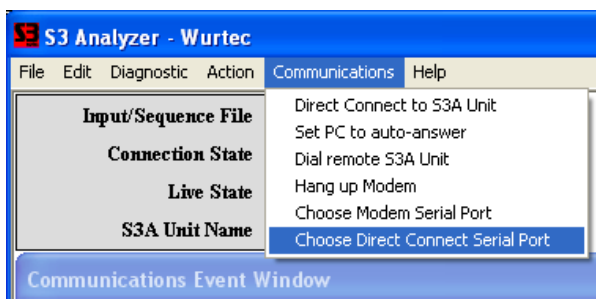 S3 S3 Analyzer - Wurtec
File Edit Diagnostic Action Communications Help
Input/Sequence File
Connection State
Live State
S3A Unit Name
Direct Connect to S3A Unit
Set PC to auto-answer
Dial remote S3A Unit
Hang up Modem
Choose Modem Serial Port
Choose Direct Connect Serial Port
Communications Event Window